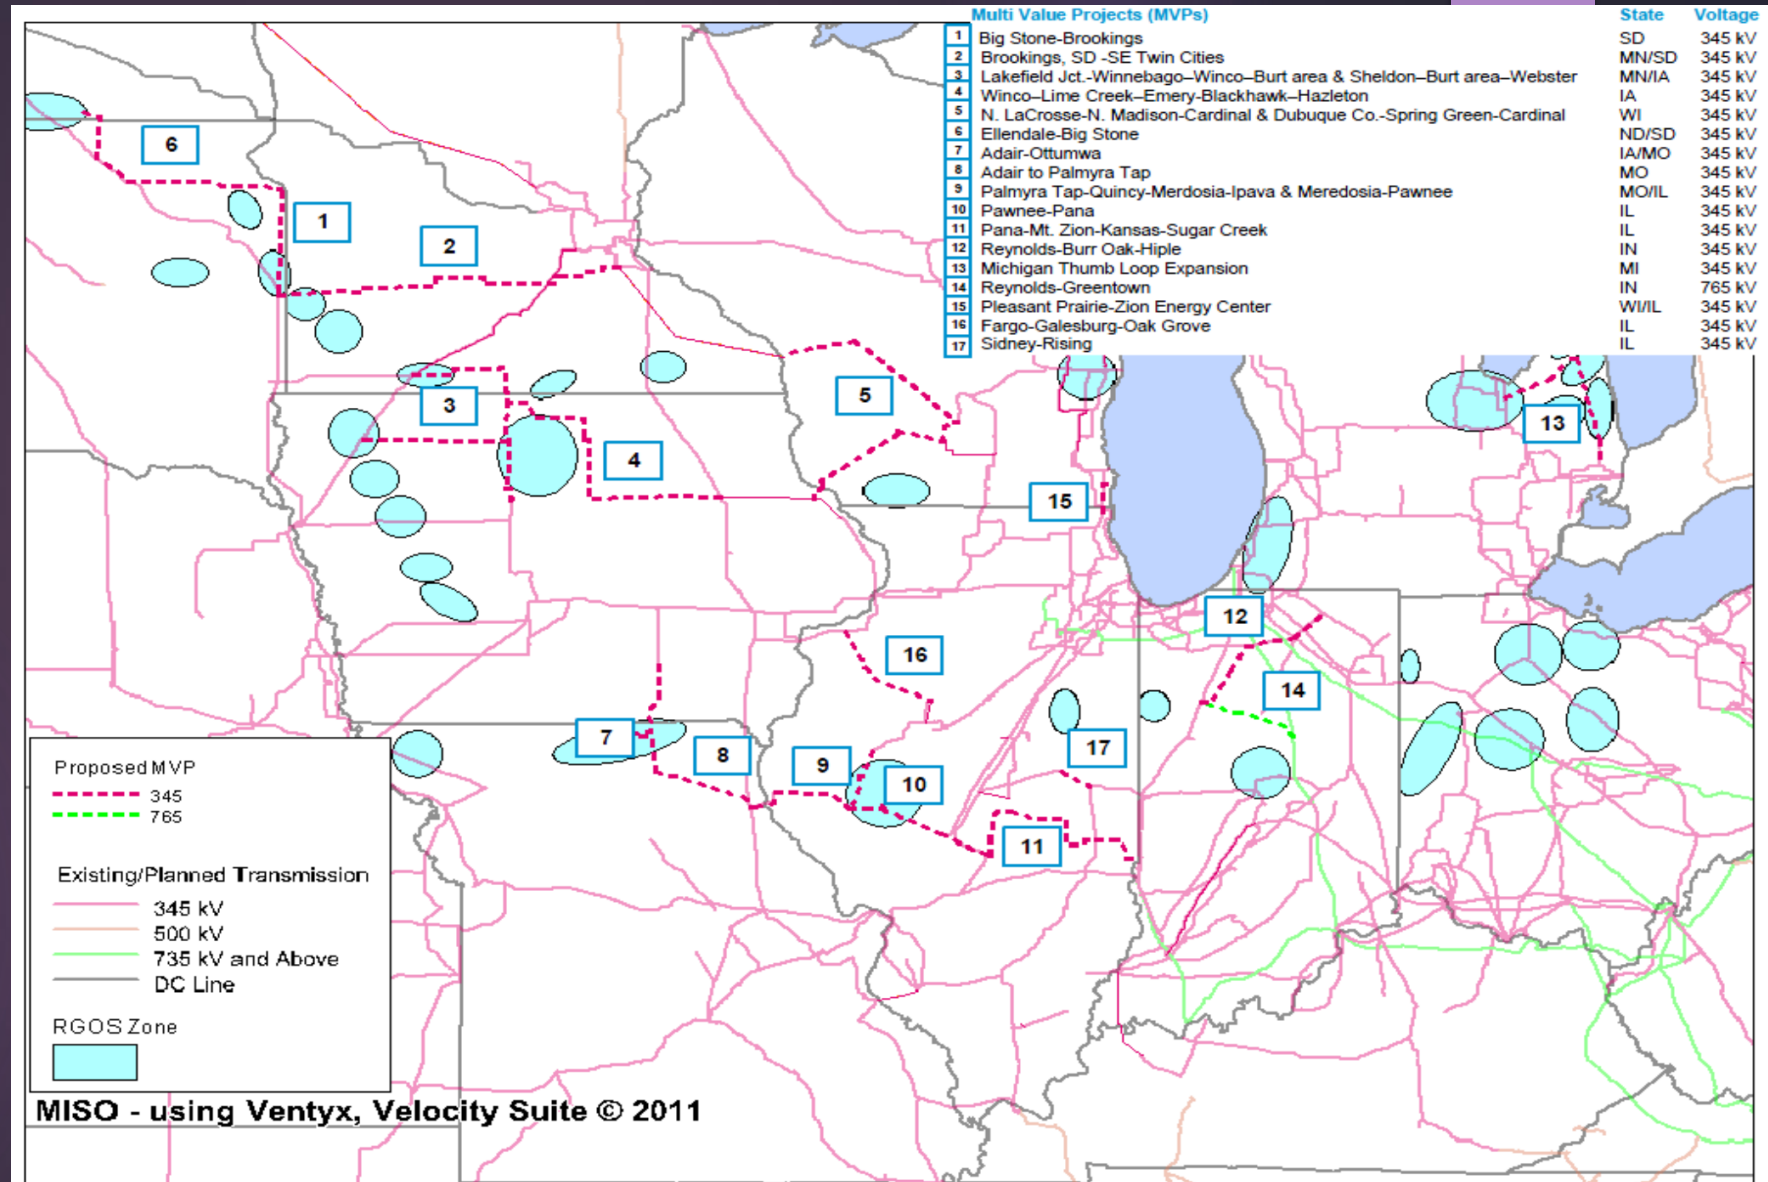 Multi Value Projects (MVPs) State Voltage
1 Big Stone-Brookings SD 345 kV
2 Brookings, SD -SE Twin Cities MN/SD 345 kV
3 Lakefield Jct.-Winnebago–Winco–Burt area & Sheldon–Burt area–Webster MN/IA 345 kV
4 Winco–Lime Creek–Emery-Blackhawk–Hazleton IA 345 kV
5 N. LaCrosse-N. Madison-Cardinal & Dubuque Co.-Spring Green-Cardinal WI 345 kV
6 Ellendale-Big Stone ND/SD 345 kV
7 Adair-Ottumwa IA/MO 345 kV
8 Adair to Palmyra Tap MO 345 kV
9 Palmyra Tap-Quincy-Merdosia-Ipava & Meredosia-Pawnee MO/IL 345 kV
10 Pawnee-Pana IL 345 kV
11 Pana-Mt. Zion-Kansas-Sugar Creek IL 345 kV
12 Reynolds-Burr Oak-Hiple IN 345 kV
13 Michigan Thumb Loop Expansion MI 345 kV
14 Reynolds-Greentown IN 765 kV
15 Pleasant Prairie-Zion Energy Center WI/IL 345 kV
16 Fargo-Galesburg-Oak Grove IL 345 kV
17 Sidney-Rising IL 345 kV
6
1
2
5
3
13
4
15
12
16
14
7
17
8
9
10
11
Proposed MVP
345
765
Existing/Planned Transmission
345 kV
500 kV
735 kV and Above
DC Line
RGOS Zone
MISO - using Ventyx, Velocity Suite © 2011